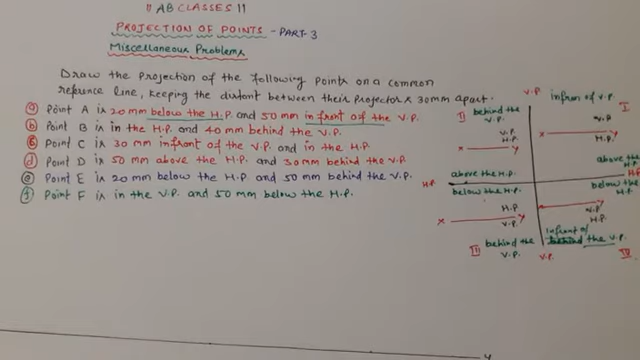 11 AB CLASSES 11
PROJECTION OF POINTS - PART-3
Miscellaneous Problems
Draw the projection of the following points on a common
reference line, keeping the distant between their projectors 30mm apart.
a Point A is 20 mm below the H.P. and 50 mm infront of the V.P.
b Point B is in the H.P. and 40 mm behind the V.P.
c Point C is 30 mm infront of the V.P. and in the H.P.
d Point D is 50 mm above the H.P. and 30 mm behind the V.P.
e Point E is 20 mm below the H.P. and 50 mm behind the V.P.
f Point F is in the V.P. and 50 mm below the H.P.
V.P. infron of V.P. I
II behind the V.P.
V.P.
H.P.
X Y
V.P.
X Y
H.P.
above the H.P.
above the H.P.
H.P. H.P.
below the H.P.
below the H.P.
H.P.
X Y
V.P.
X Y
V.P.
H.P.
III behind the V.P.
V.P.
infront of the V.P.
IV
Y